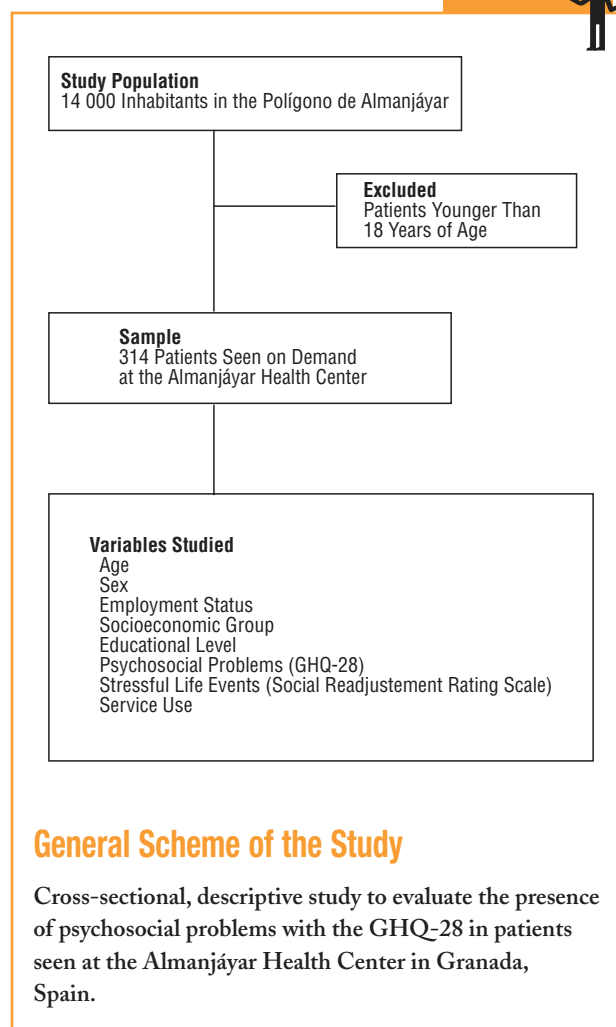 Study Population
14 000 Inhabitants in the Polígono de Almanjáyar
Excluded
Patients Younger Than
18 Years of Age
Sample
314 Patients Seen on Demand
at the Almanjáyar Health Center
Variables Studied
Age
Sex
Employment Status
Socioeconomic Group
Educational Level
Psychosocial Problems (GHQ-28)
Stressful Life Events (Social Readjustement Rating Scale)
Service Use
General Scheme of the Study
Cross-sectional, descriptive study to evaluate the presence
of psychosocial problems with the GHQ-28 in patients
seen at the Almanjáyar Health Center in Granada,
Spain.